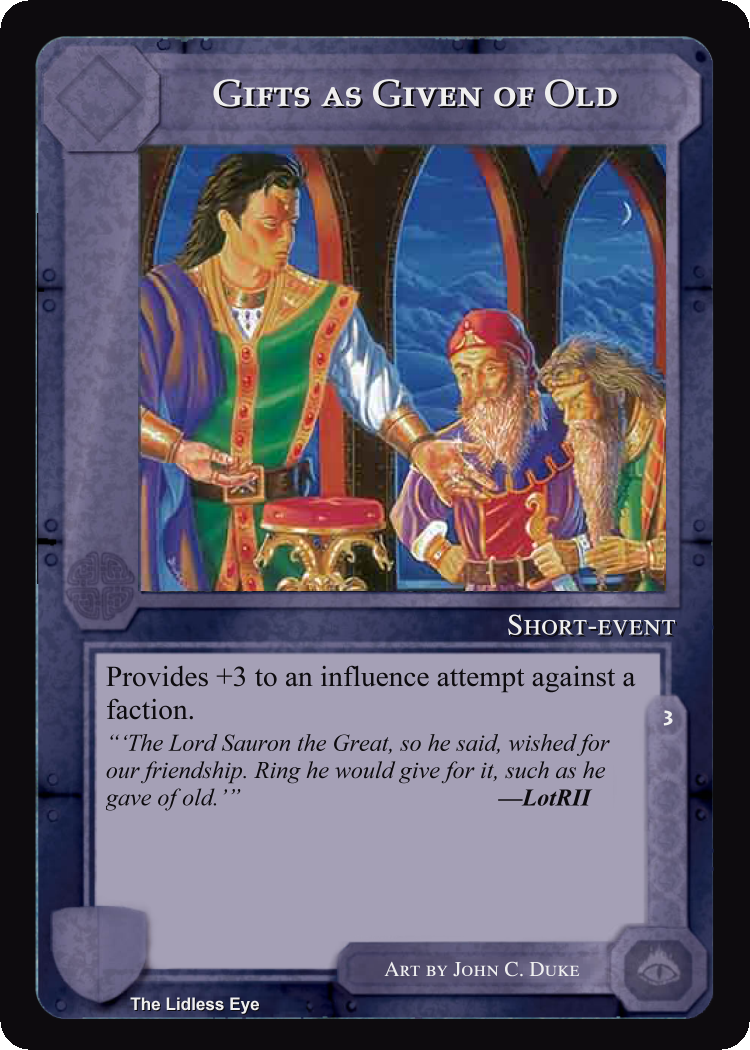 Gifts as Given of Old
Short-event
Provides +3 to an influence attempt against a
faction.
“‘The Lord Sauron the Great, so he said, wished for
our friendship. Ring he would give for it, such as he
gave of old.’” —LotRII
3
Art by John C. Duke
The Lidless Eye